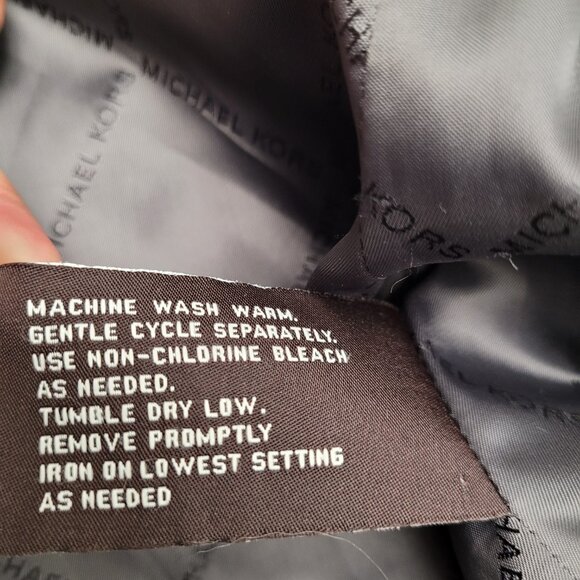 MICHAEL
MICHAEL KORS
MICHAEL KORS
KORS MICH
MACHINE WASH WARM.
GENTLE CYCLE SEPARATELY.
USE NON-CHLORINE BLEACH
AS NEEDED.
TUMBLE DRY LOW.
REMOVE PROMPTLY
IRON ON LOWEST SETTING
AS NEEDED